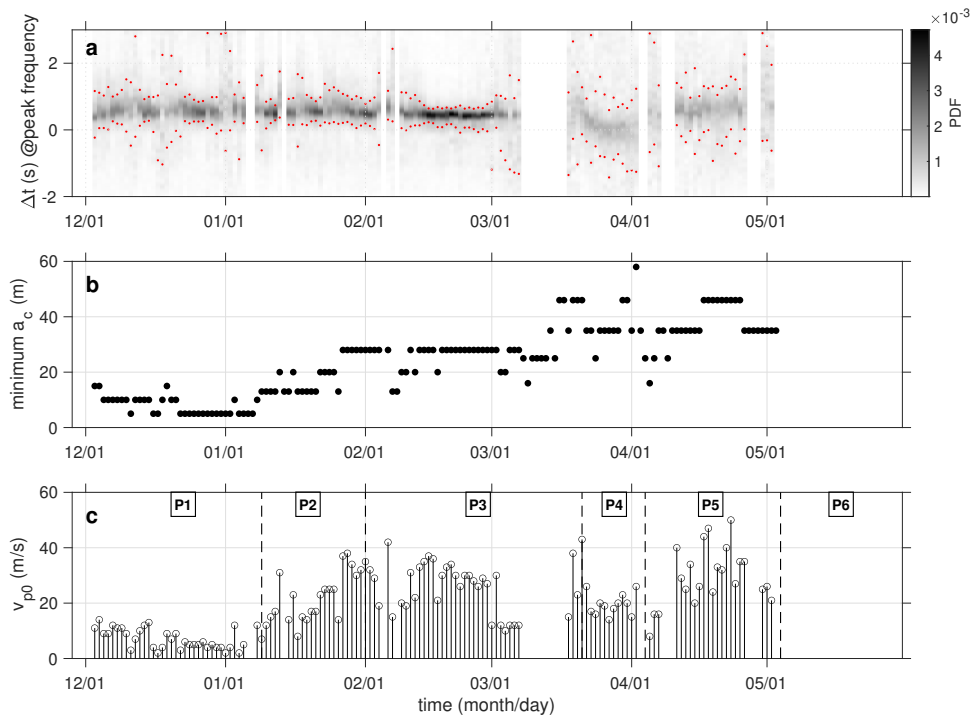 ×10⁻³
a
2
0
-2
Δt (s) @peak frequency
4
3
2
1
PDF
12/01 01/01 02/01 03/01 04/01 05/01
b
60
40
20
0
minimum a_c (m)
12/01 01/01 02/01 03/01 04/01 05/01
P1 P2 P3 P4 P5 P6
c
60
40
20
0
v_p0 (m/s)
12/01 01/01 02/01 03/01 04/01 05/01
time (month/day)